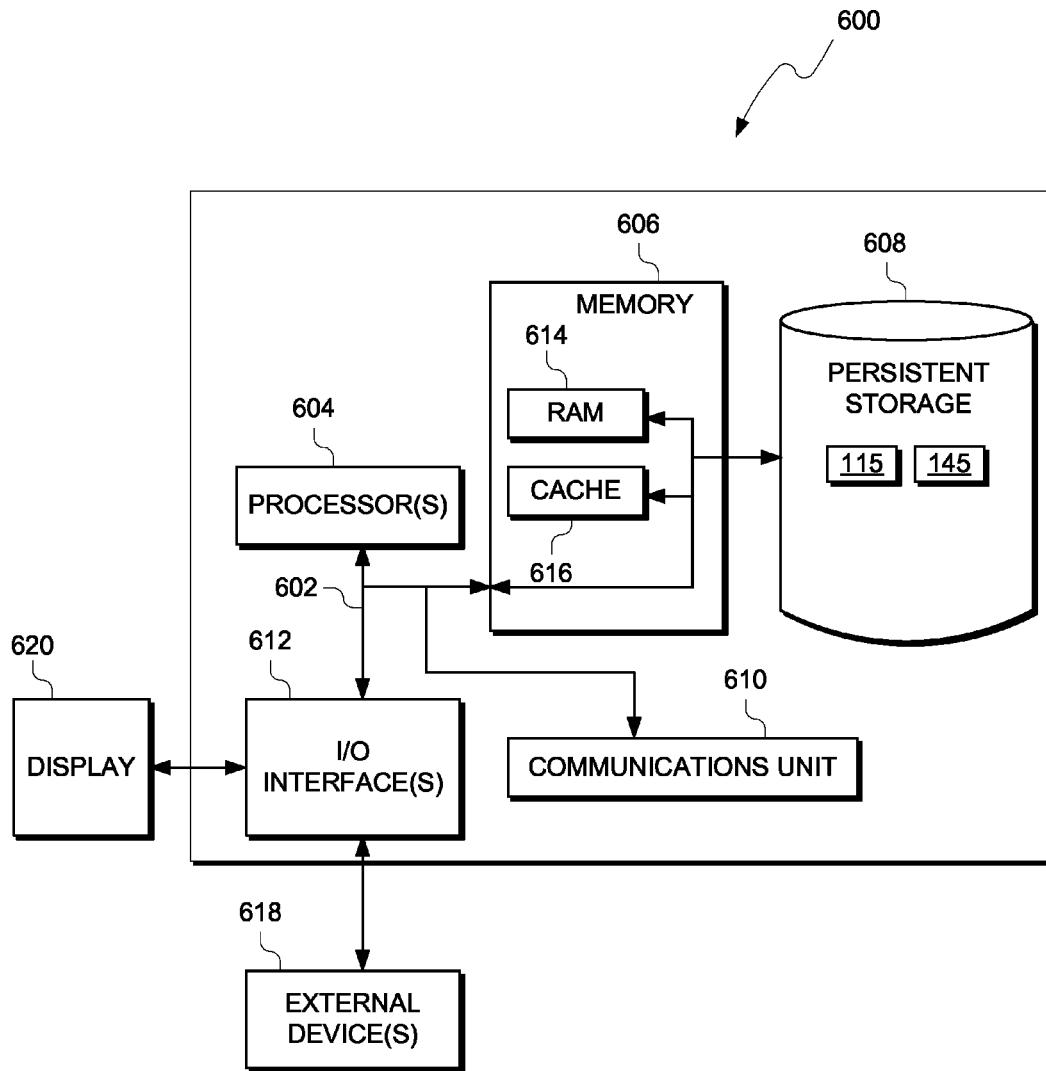 600
606
MEMORY
608
614
RAM
PERSISTENT
STORAGE
604
CACHE
115 145
PROCESSOR(S)
616
602
620
612
610
DISPLAY
I/O
INTERFACE(S)
COMMUNICATIONS UNIT
618
EXTERNAL
DEVICE(S)